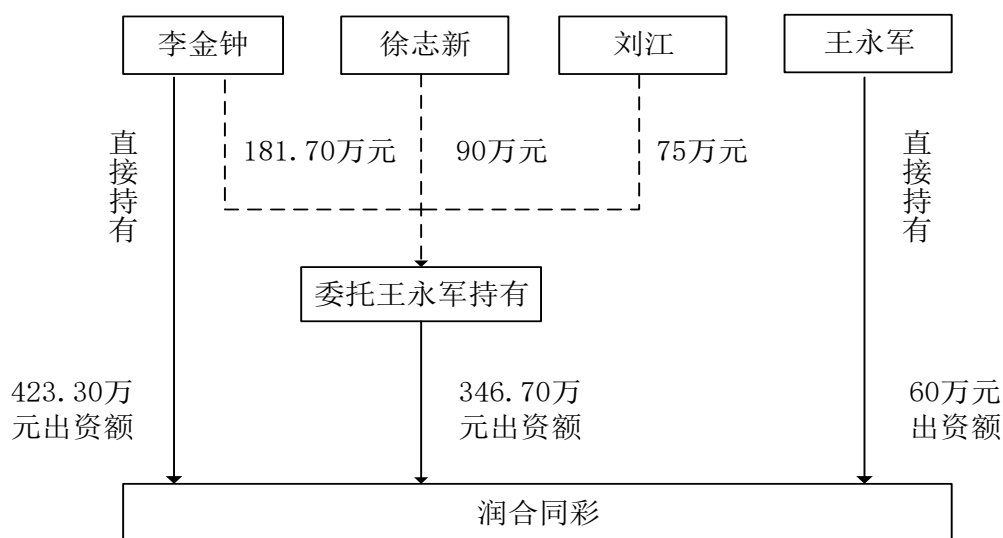 李金钟
徐志新
刘江
王永军
直接持有
181.70万元
90万元
75万元
直接持有
委托王永军持有
423.30万
元出资额
346.70万
元出资额
60万元
出资额
润合同彩